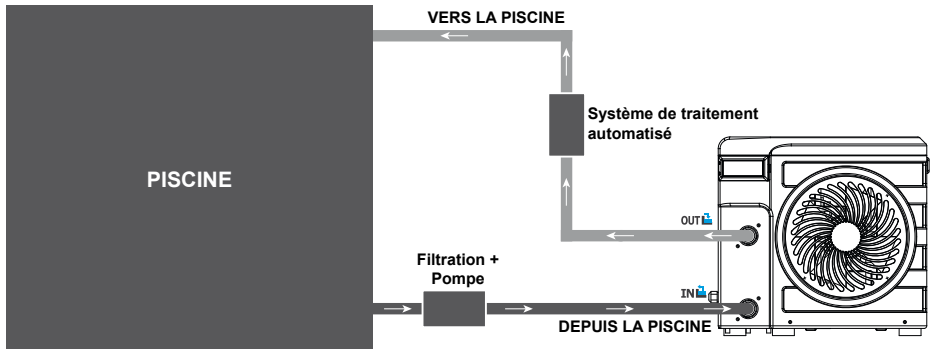 VERS LA PISCINE
Système de traitement
automatisé
PISCINE
OUT
Filtration +
Pompe
IN
DEPUIS LA PISCINE